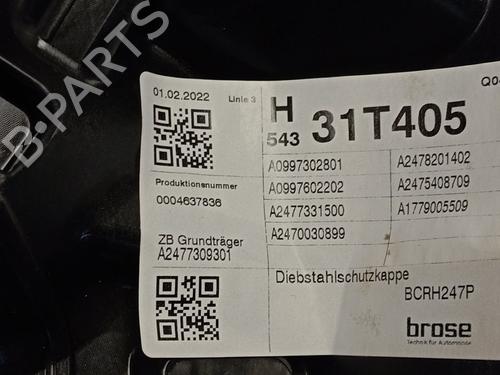 B-PARTS
01.02.2022
Linie 3
H
543
31T405
A0997302801
A2478201402
A0997602202
A2475408709
A2477331500
A1779005509
A2470030899
Produktionsnummer
0004637836
ZB Grundträger
A2477309301
Diebstahlschutzkappe
BCRH247P
brose
Technik für Automobile